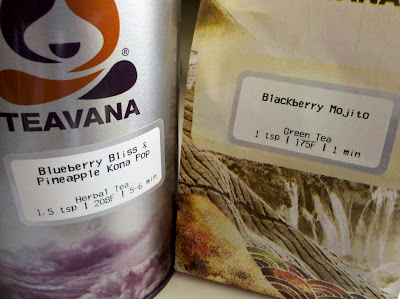 TEAVANA
®
Blueberry Bliss &
Pineapple Kona Pop
Herbal Tea
1.5 tsp | 208F | 5-6 min
Blackberry Mojito
Green Tea
1 tsp | 175F | 1 min